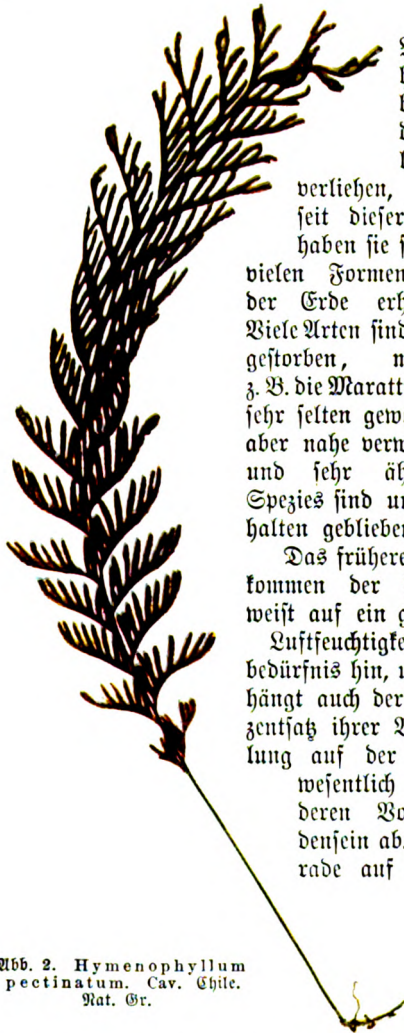 verliehen,
seit dieser
haben sie
vielen Formen
der Erde erh
Viele Arten sind
gestorben, n
z. B. die Maratt
sehr selten gew
aber nahe verw
und sehr äh
Spezies sind un
halten geblieben
Das frühere
kommen der
weist auf ein g
Luftfeuchtigke
bedürfnis hin, u
hängt auch der
zentsatz ihrer V
lung auf der
wesentlich
deren Vo
densein ab.
rade auf
Abb. 2. Hymenophyllum
pectinatum. Cav. Chile.
Nat. Gr.